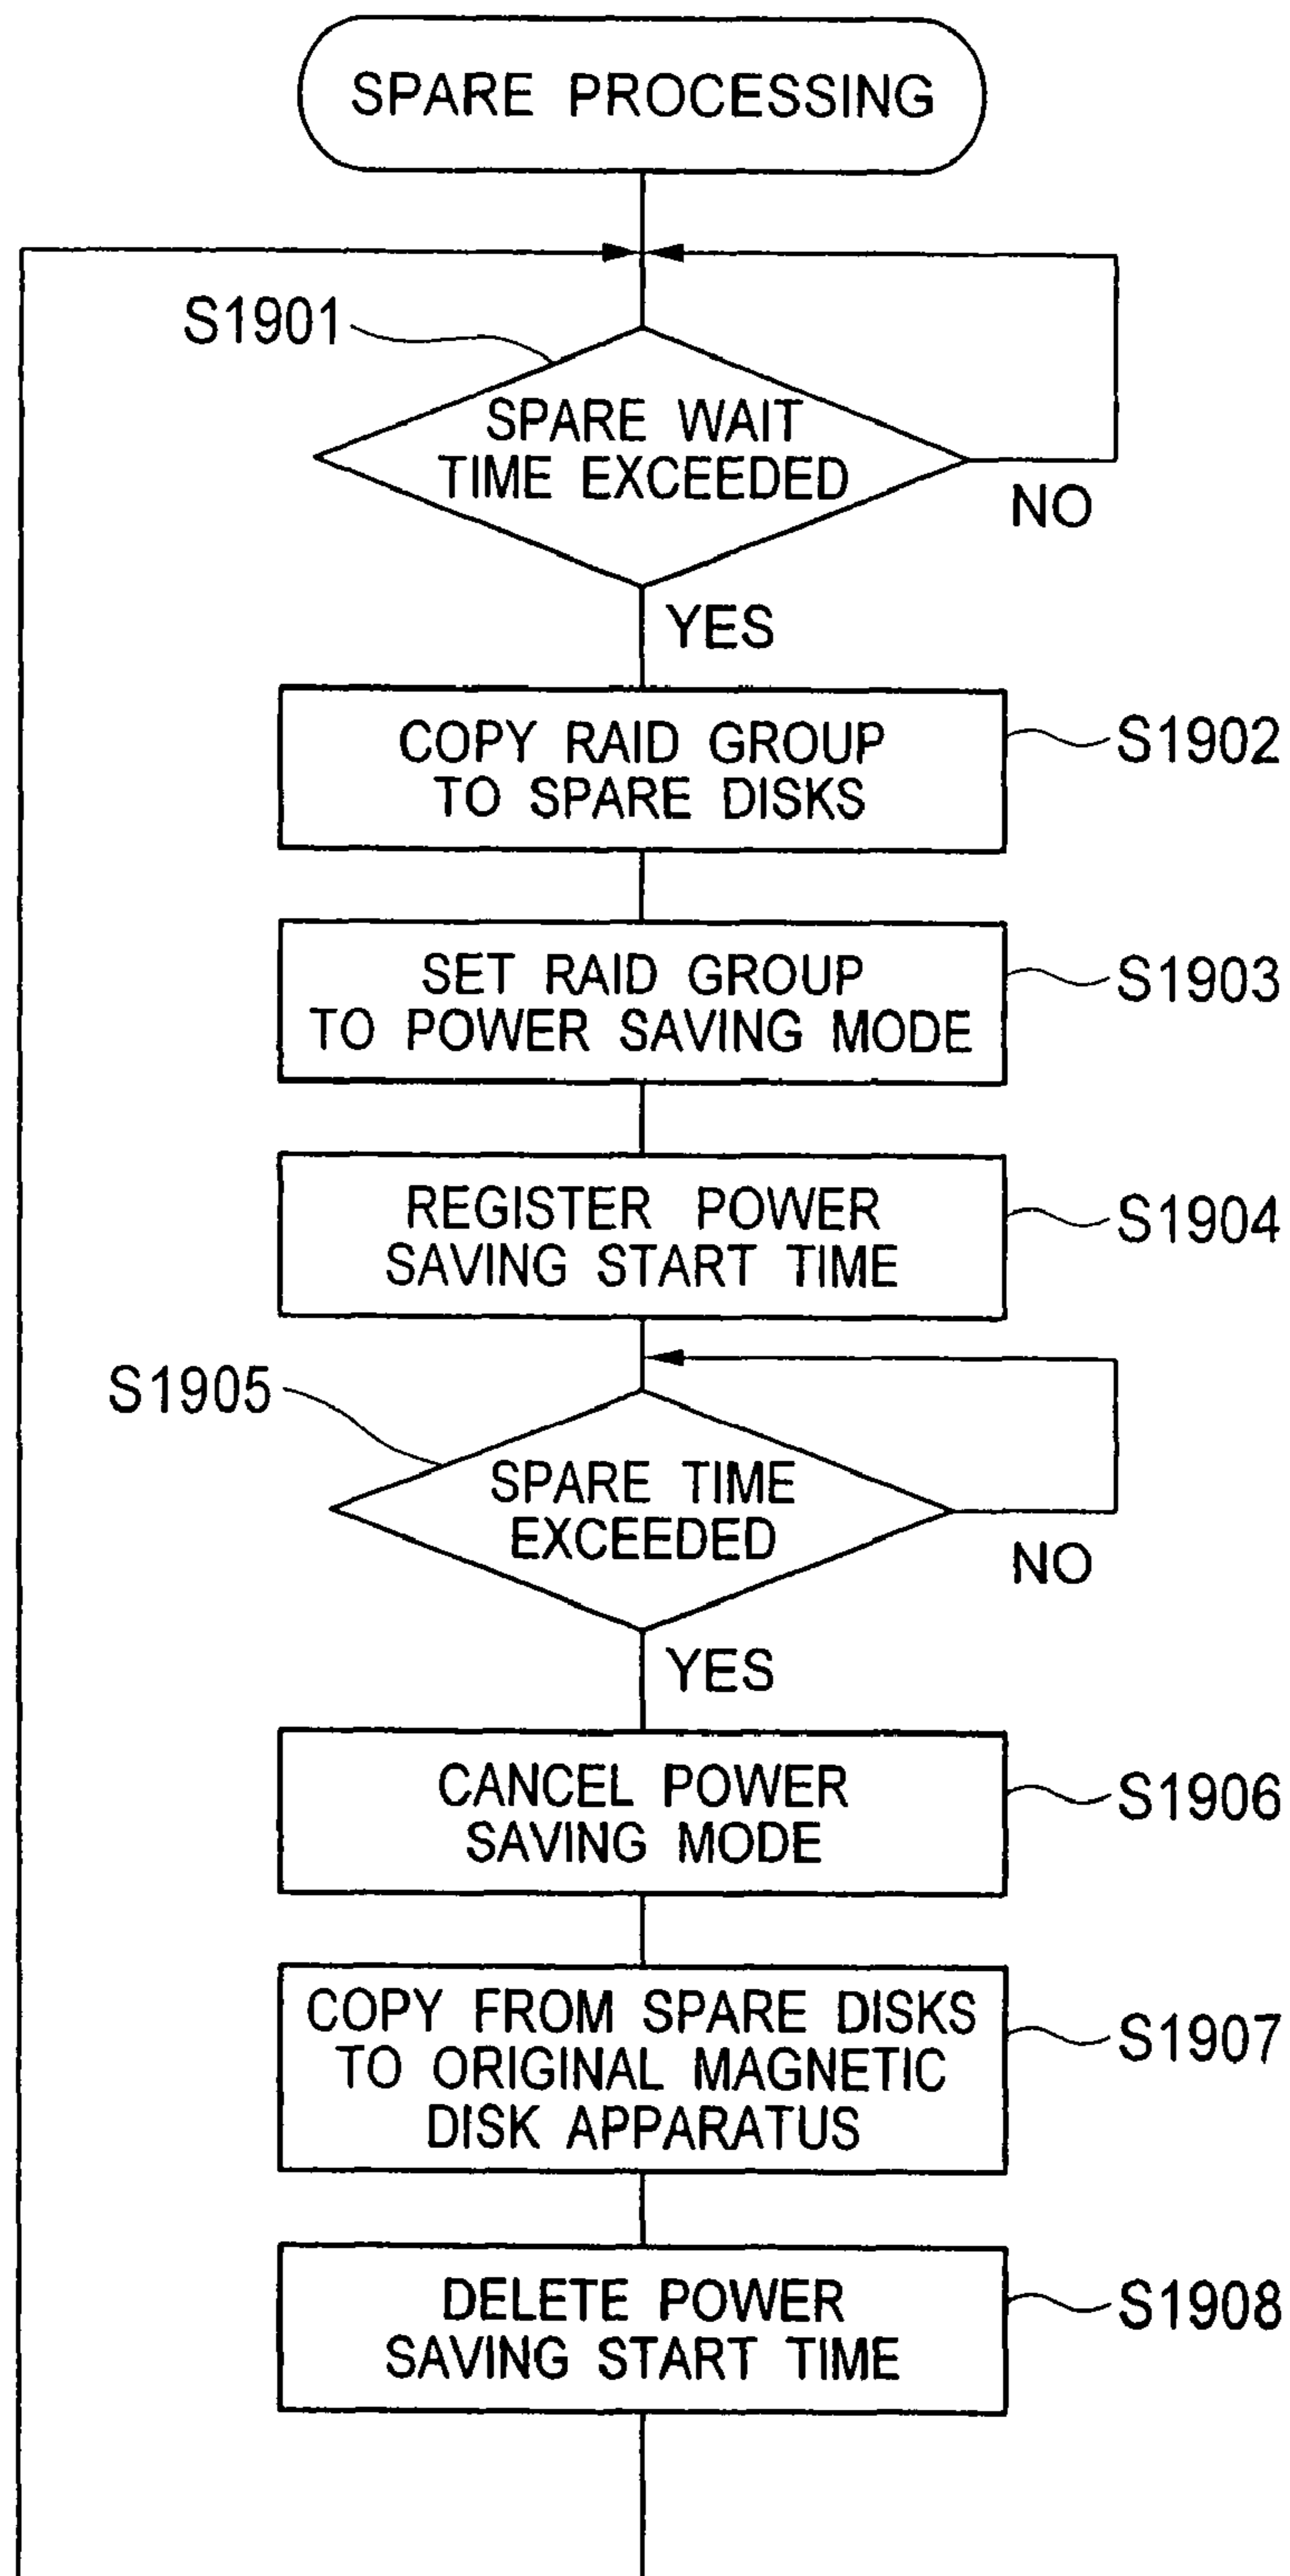 SPARE PROCESSING
S1901
SPARE WAIT
TIME EXCEEDED
NO
YES
COPY RAID GROUP
TO SPARE DISKS
S1902
SET RAID GROUP
TO POWER SAVING MODE
S1903
REGISTER POWER
SAVING START TIME
S1904
S1905
SPARE TIME
EXCEEDED
NO
YES
CANCEL POWER
SAVING MODE
S1906
COPY FROM SPARE DISKS
TO ORIGINAL MAGNETIC
DISK APPARATUS
S1907
DELETE POWER
SAVING START TIME
S1908